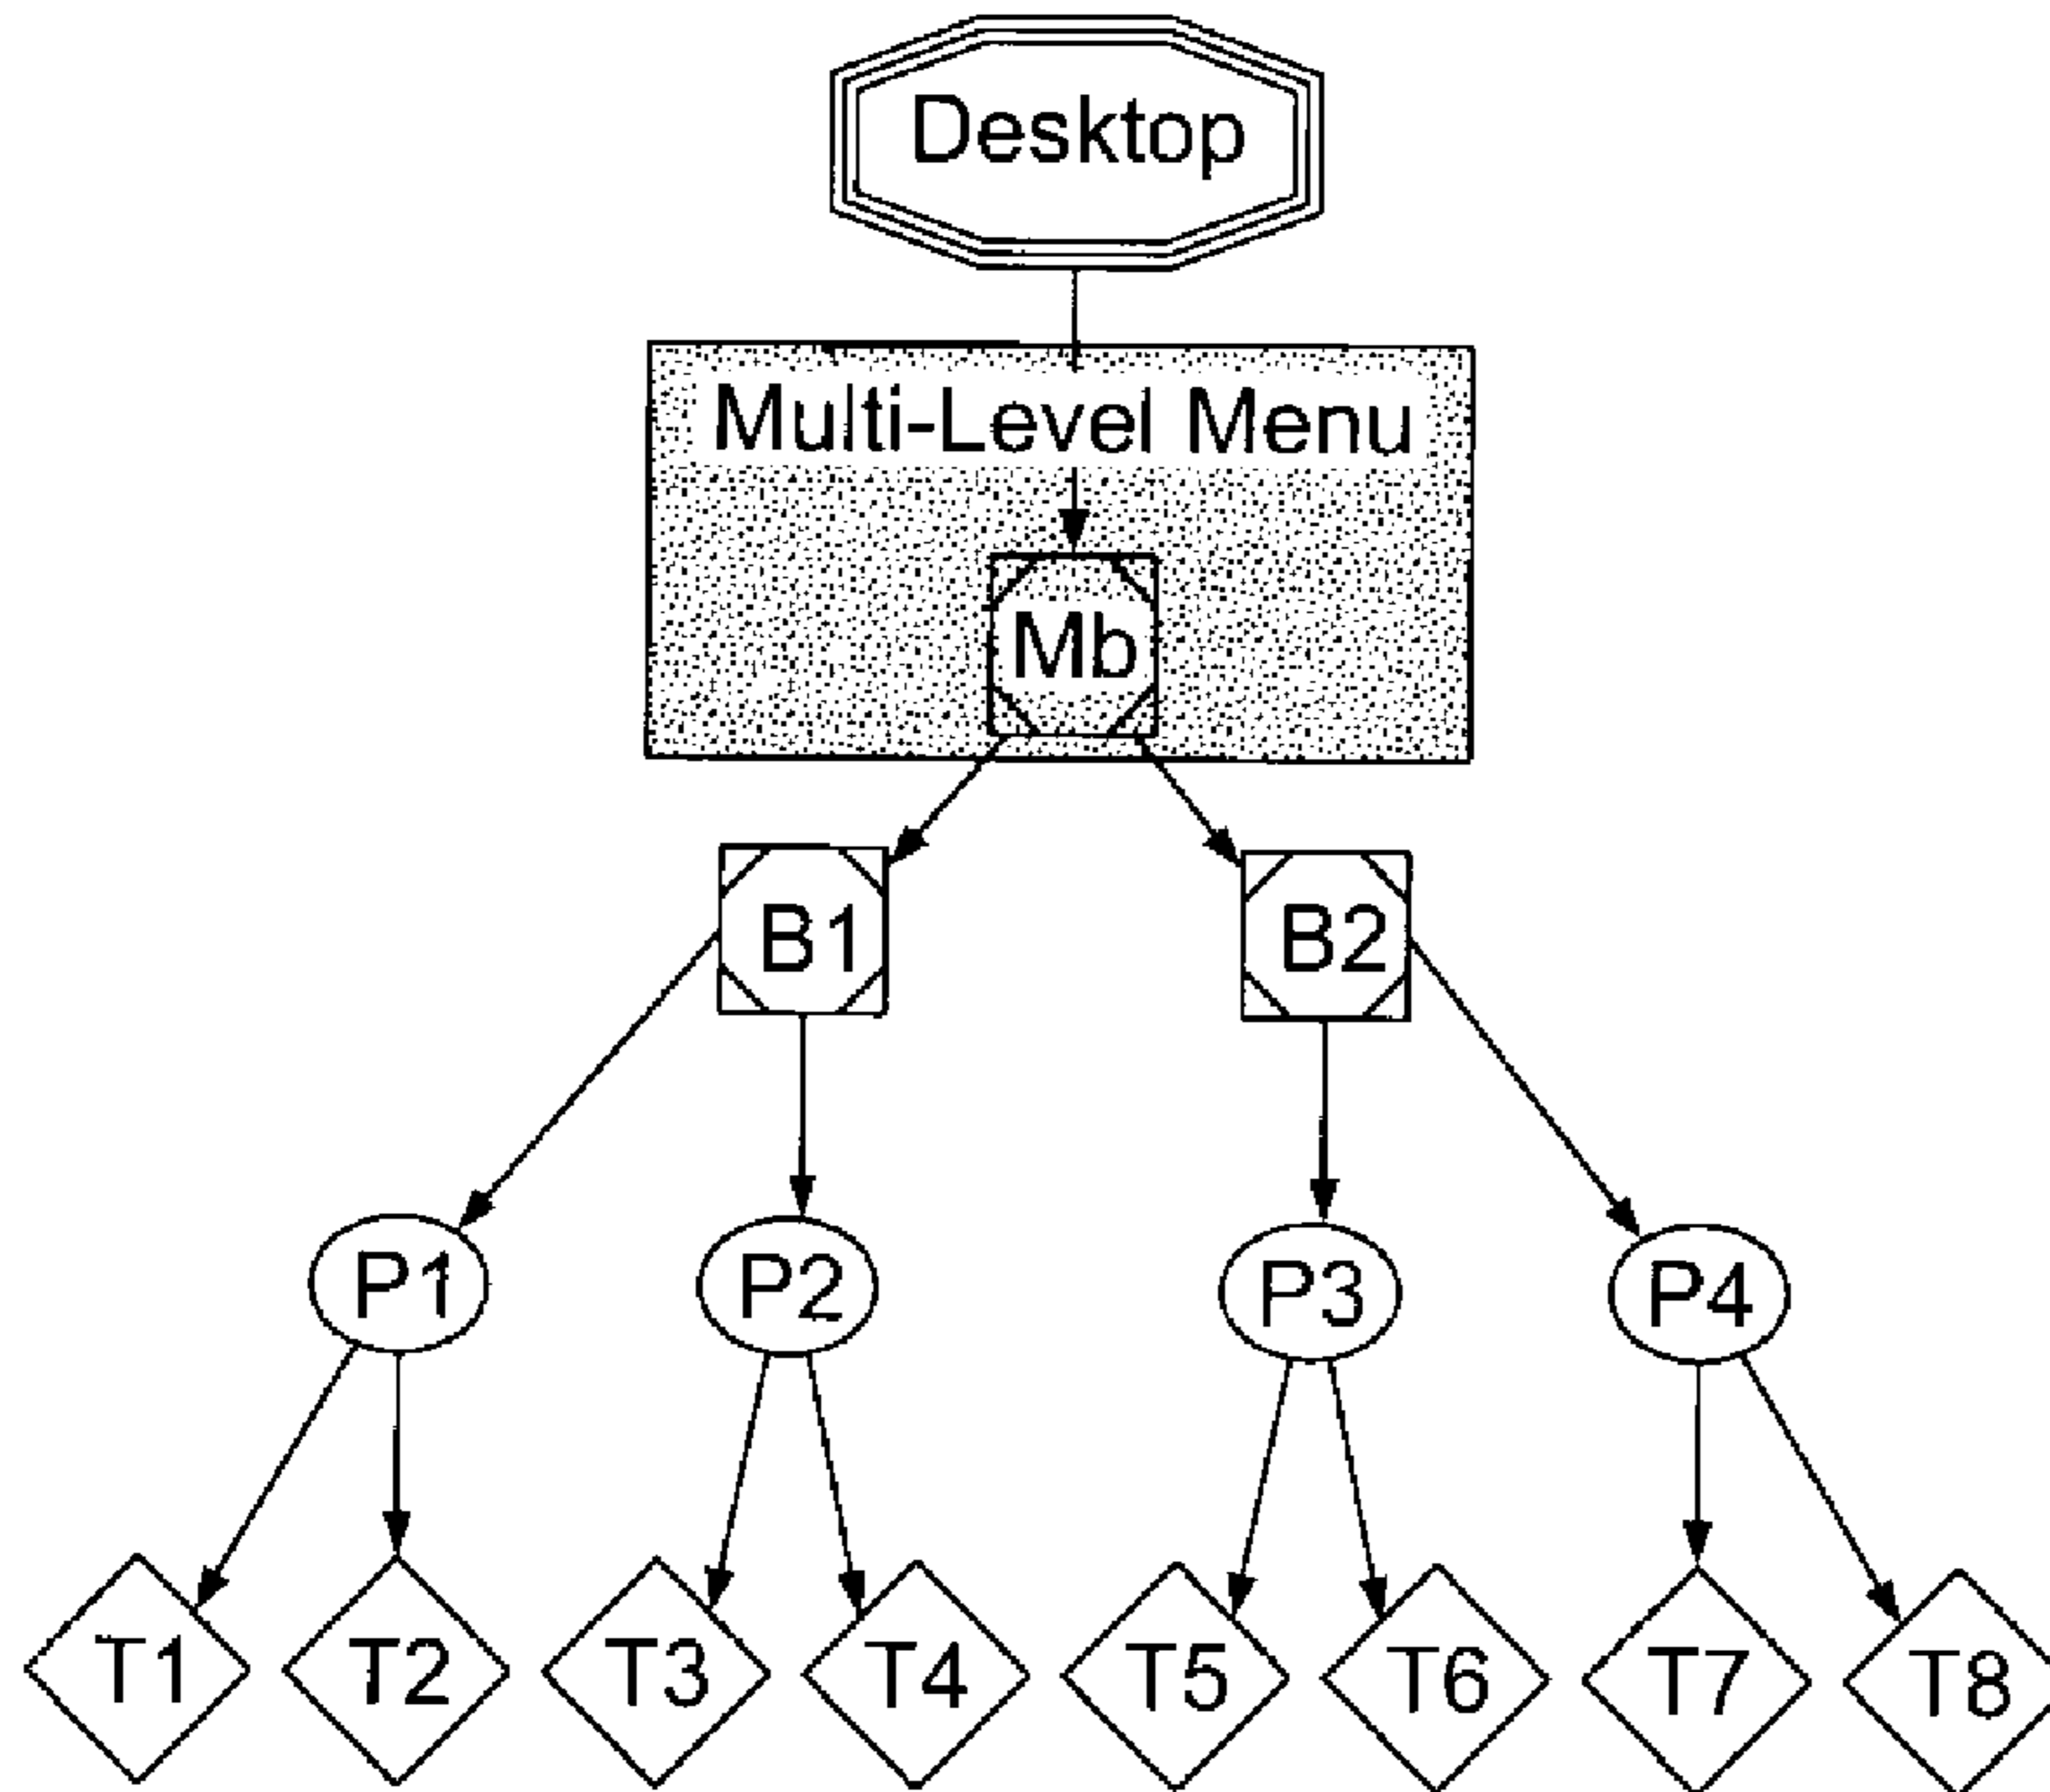 Desktop
Multi-Level Menu
Mb
B1 B2
P1 P2 P3 P4
T1 T2 T3 T4 T5 T6 T7 T8